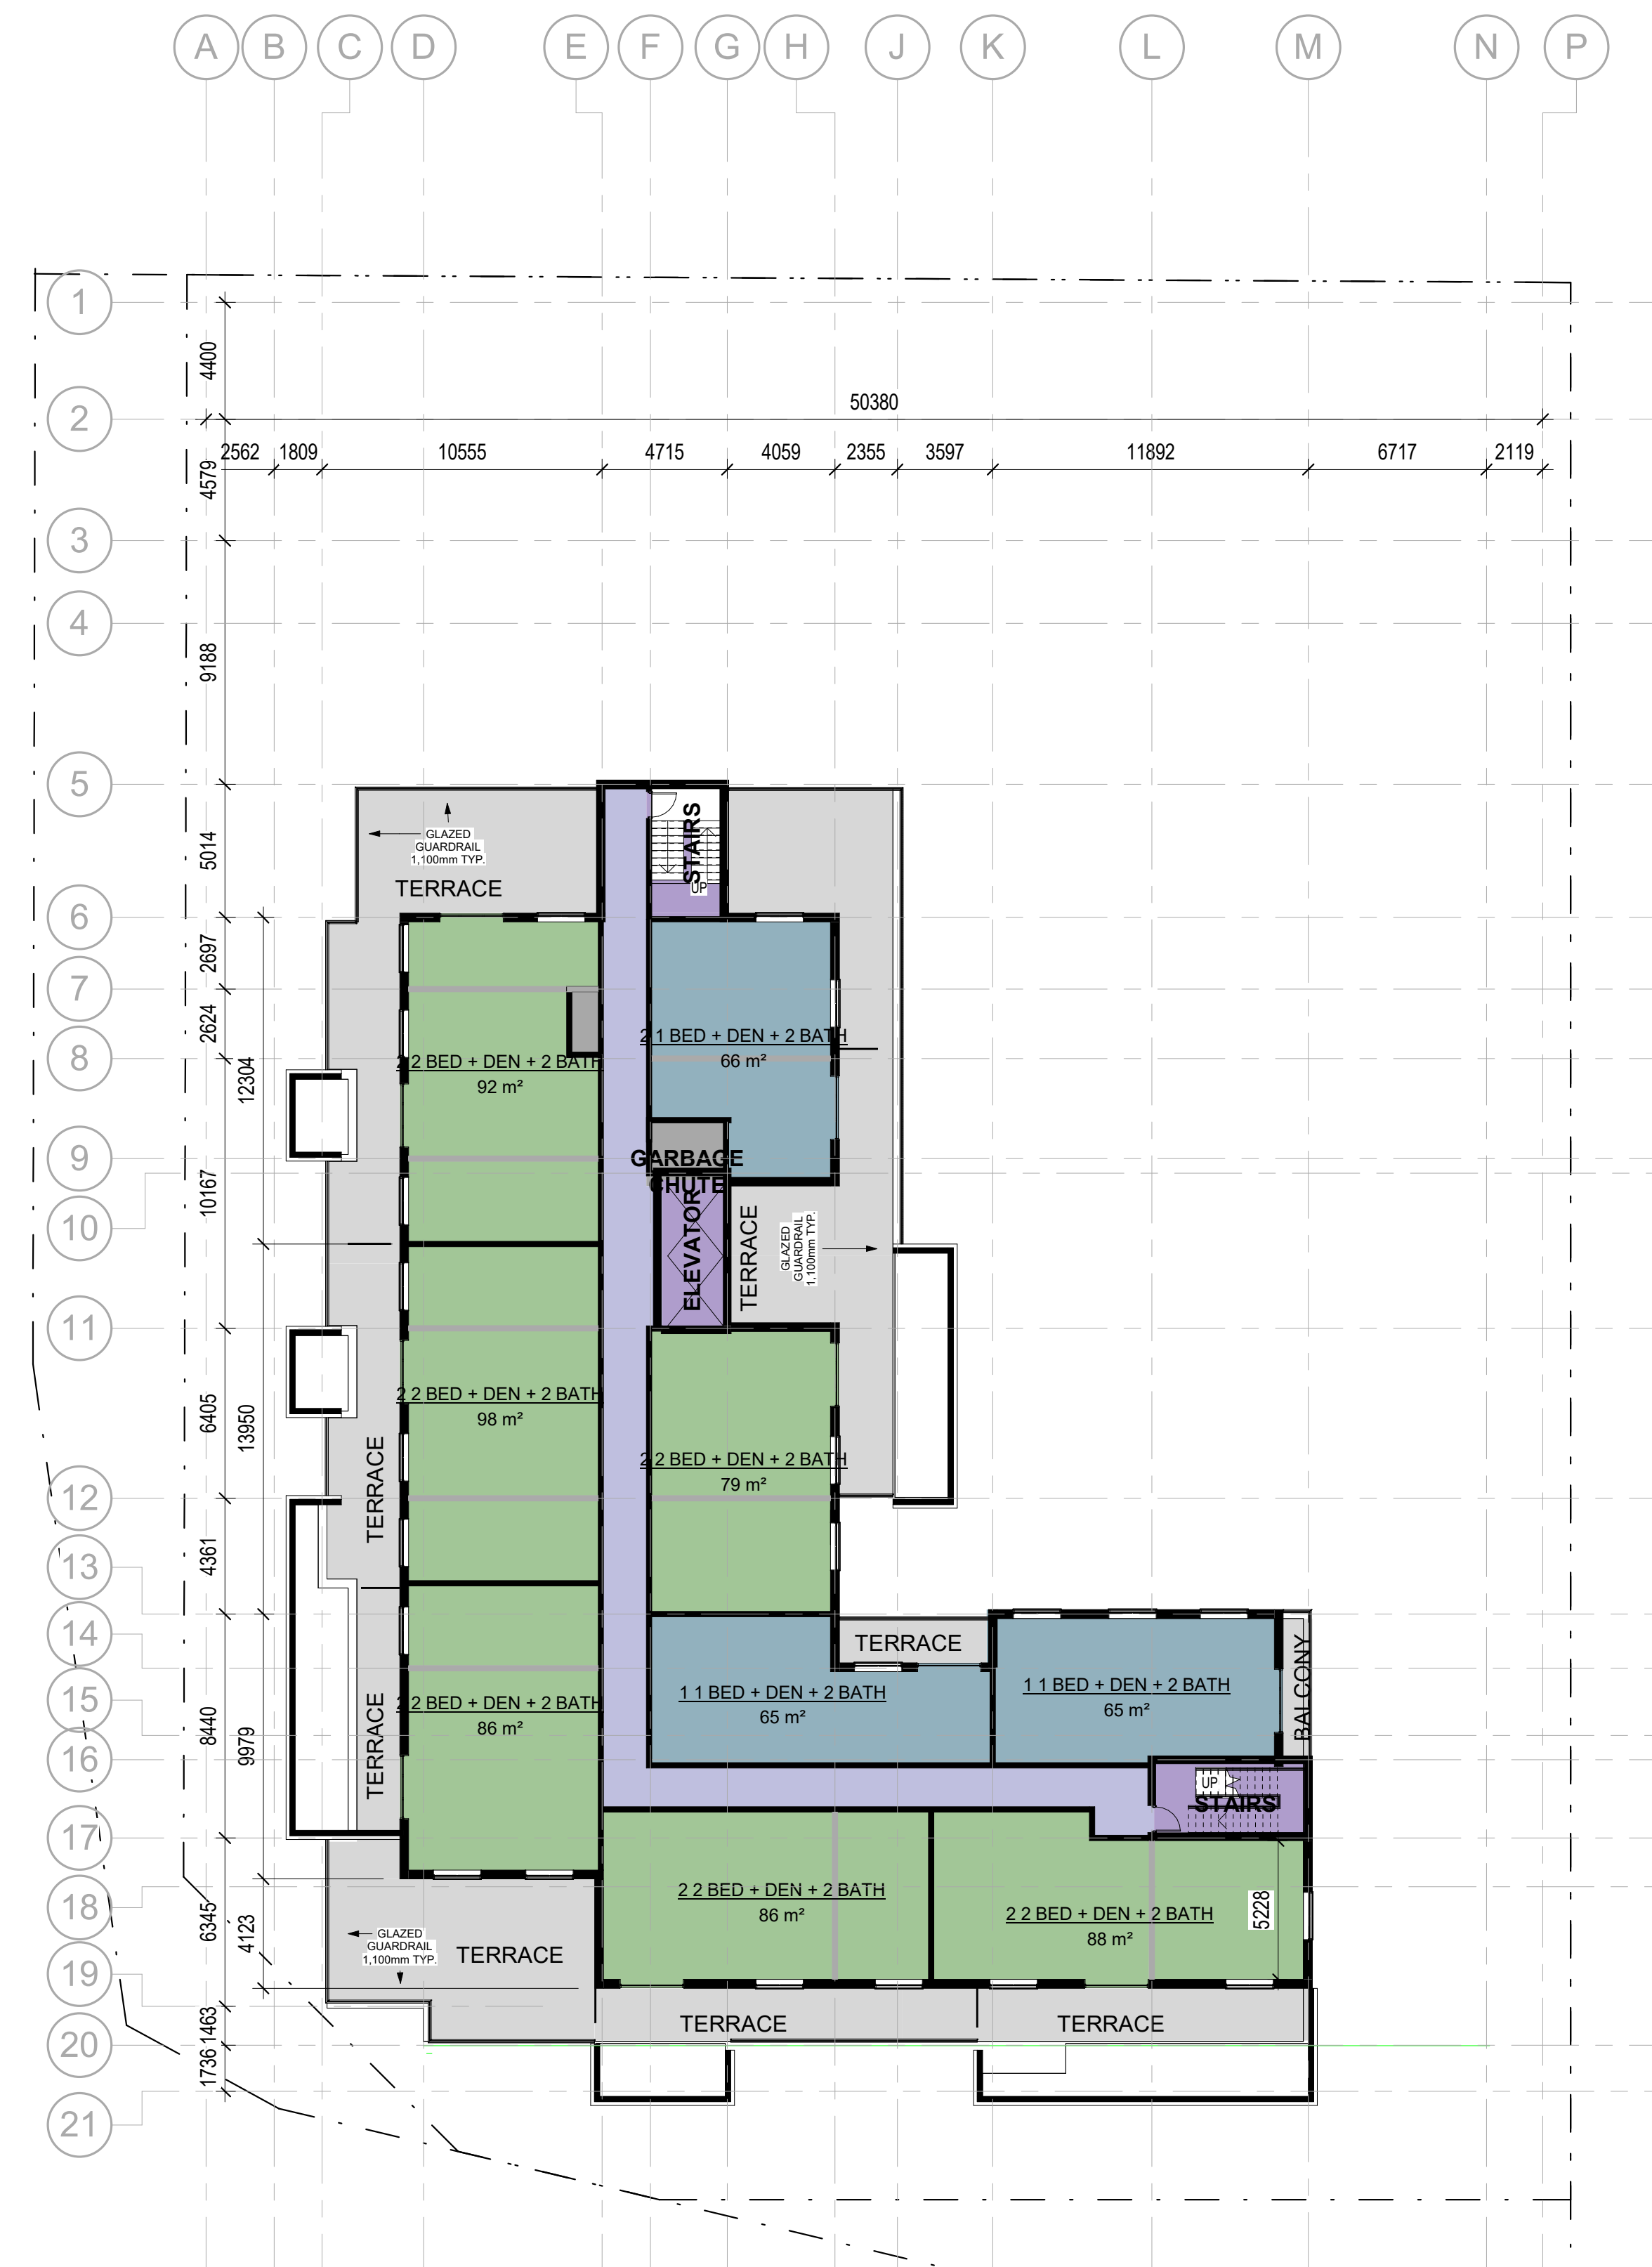 A B C D E F G H J K L M N P
1
4400
2
50380
2562 1809 10555 4715 4059 2355 3597 11892 6717 2119
4579
3
4
9188
5
5014
GLAZED
GUARDRAIL
1,100mm TYP.
TERRACE
STAIRS
UP
6
2697
7
2624
8
12304
2 1 BED + DEN + 2 BATH
66 m²
2 2 BED + DEN + 2 BATH
92 m²
9
GARBAGE
CHUTE
10167
10
ELEVATOR
TERRACE
GLAZED
GUARDRAIL
1,100mm TYP.
11
6405
13950
2 2 BED + DEN + 2 BATH
98 m²
2 2 BED + DEN + 2 BATH
79 m²
TERRACE
12
4361
13
14
TERRACE
BALCONY
15
1 1 BED + DEN + 2 BATH
65 m²
1 1 BED + DEN + 2 BATH
65 m²
2 2 BED + DEN + 2 BATH
86 m²
TERRACE
8440
9979
16
UP
STAIRS
17
18
2 2 BED + DEN + 2 BATH
86 m²
2 2 BED + DEN + 2 BATH
88 m²
5228
6345
4123
GLAZED
GUARDRAIL
1,100mm TYP.
TERRACE
19
1463
TERRACE
TERRACE
20
1736
21